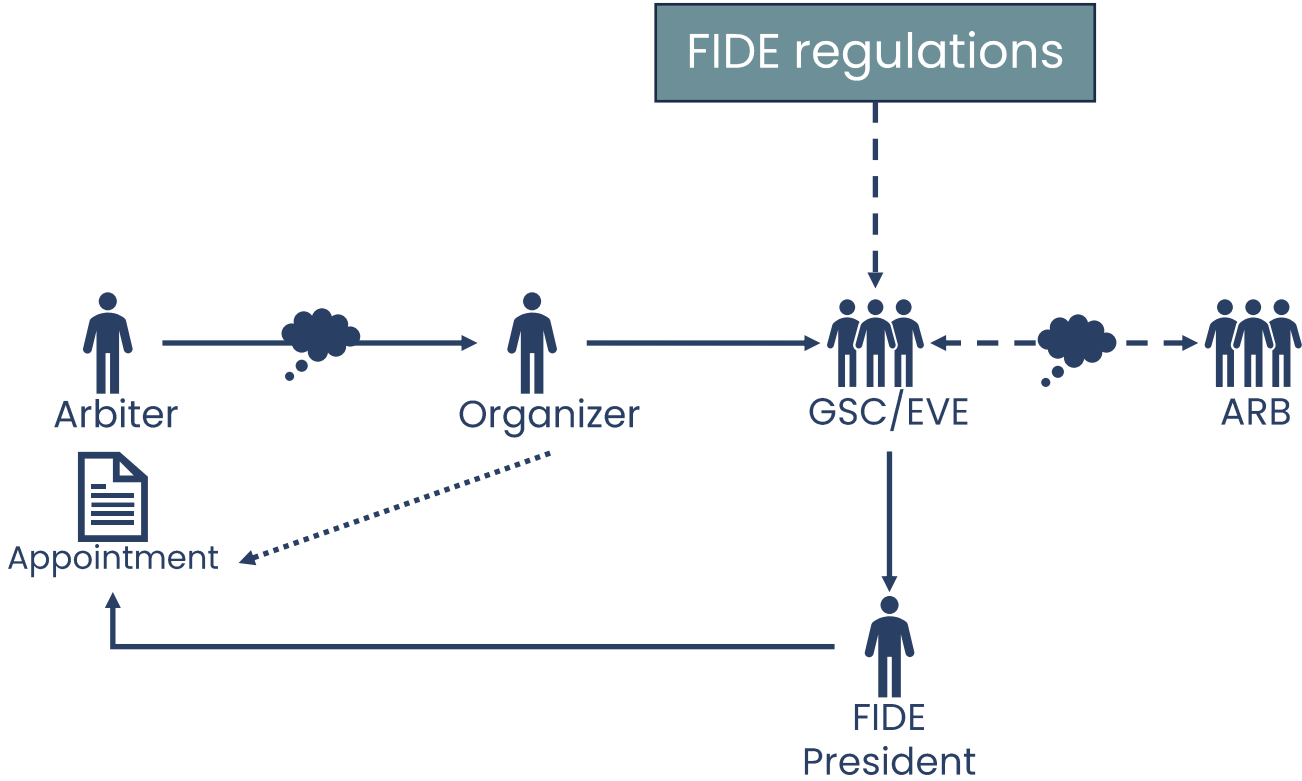 FIDE regulations
Arbiter
Organizer
GSC/EVE
ARB
Appointment
FIDE
President